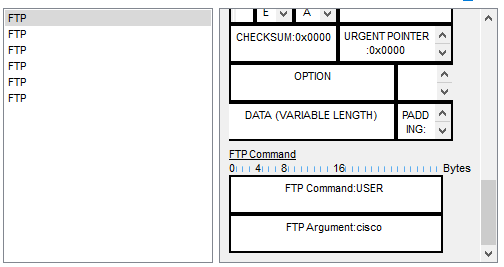 FTP
FTP
FTP
FTP
FTP
FTP
E
A
CHECKSUM:0x0000
URGENT POINTER
:0x0000
OPTION
DATA (VARIABLE LENGTH)
PADD
ING:
FTP Command
0 4 8 16 Bytes
FTP Command:USER
FTP Argument:cisco